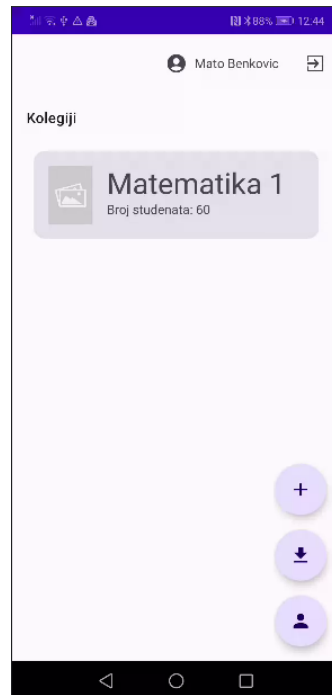 88% 12.44
Mato Benkovic
Kolegiji
Matematika 1
Broj studenata: 60